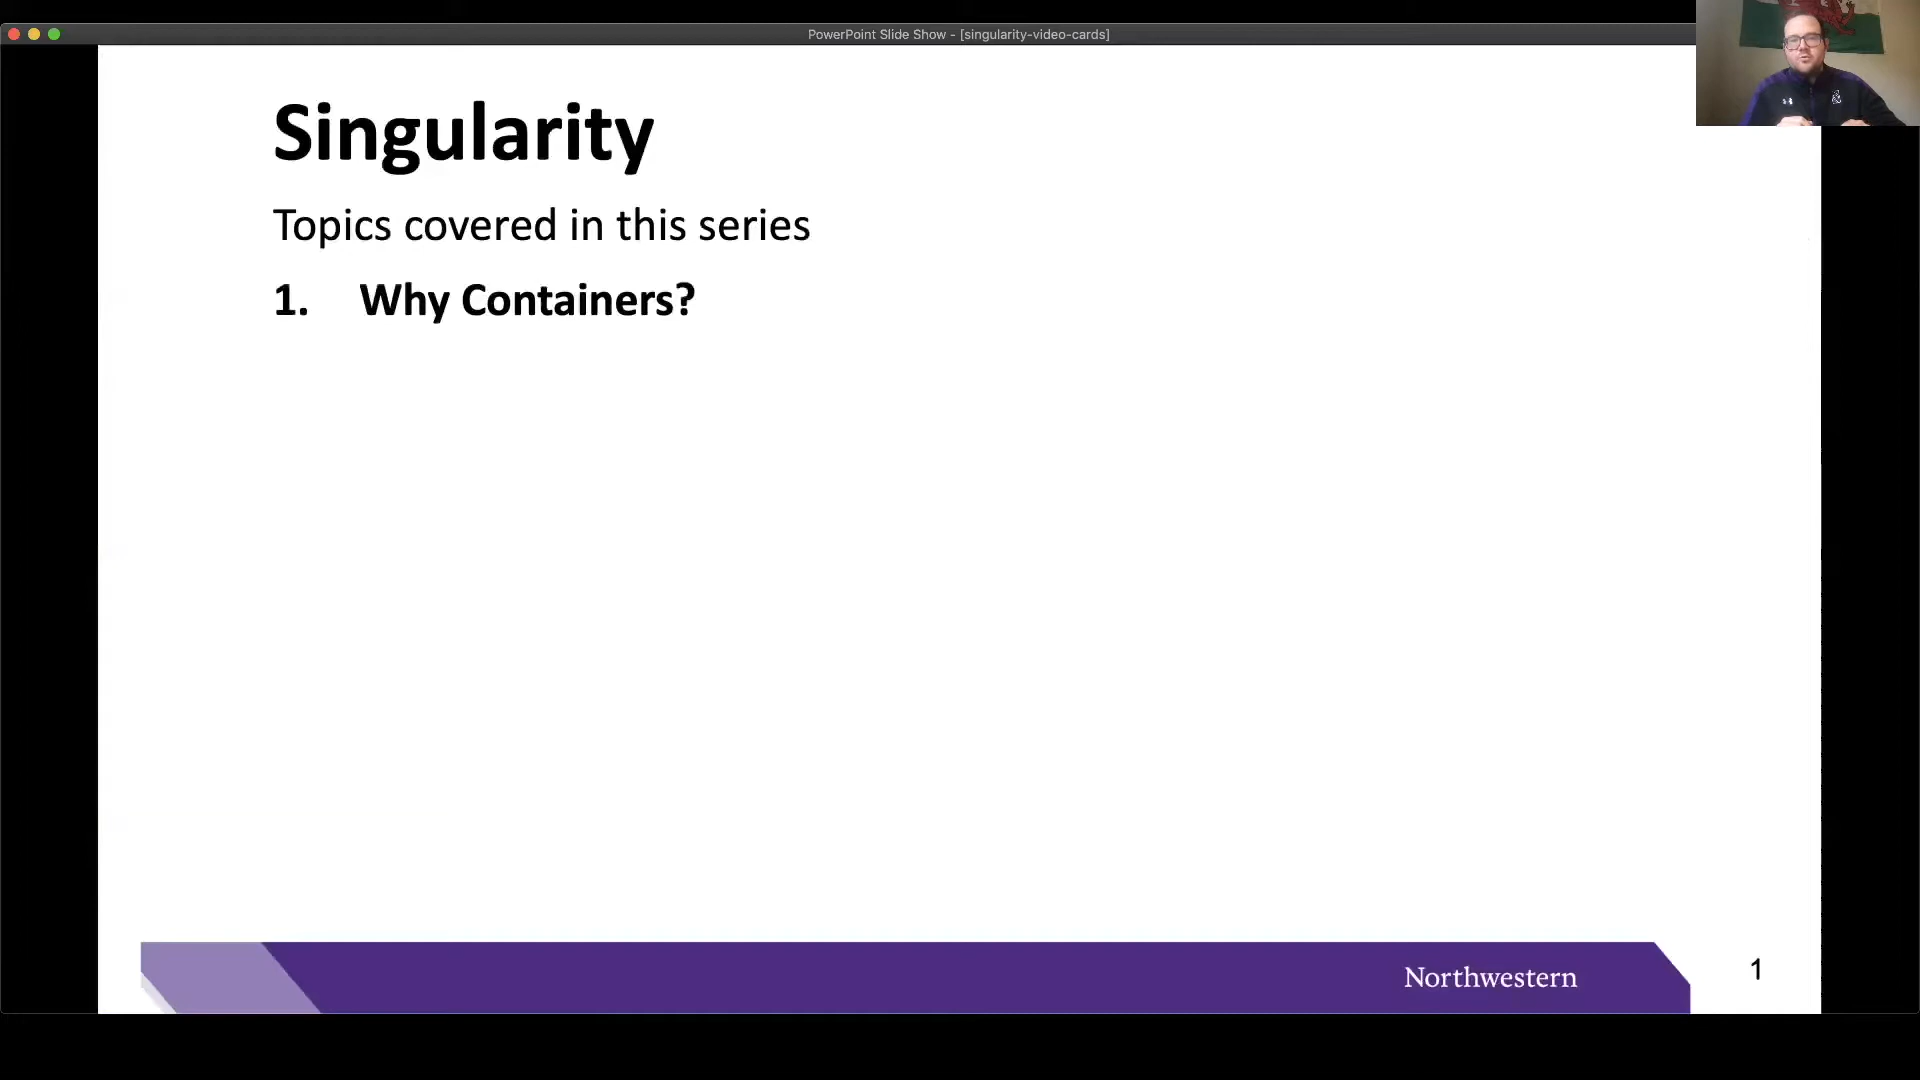 PowerPoint Slide Show - [singularity-video-cards]
Singularity
Topics covered in this series
1. Why Containers?
Northwestern
1